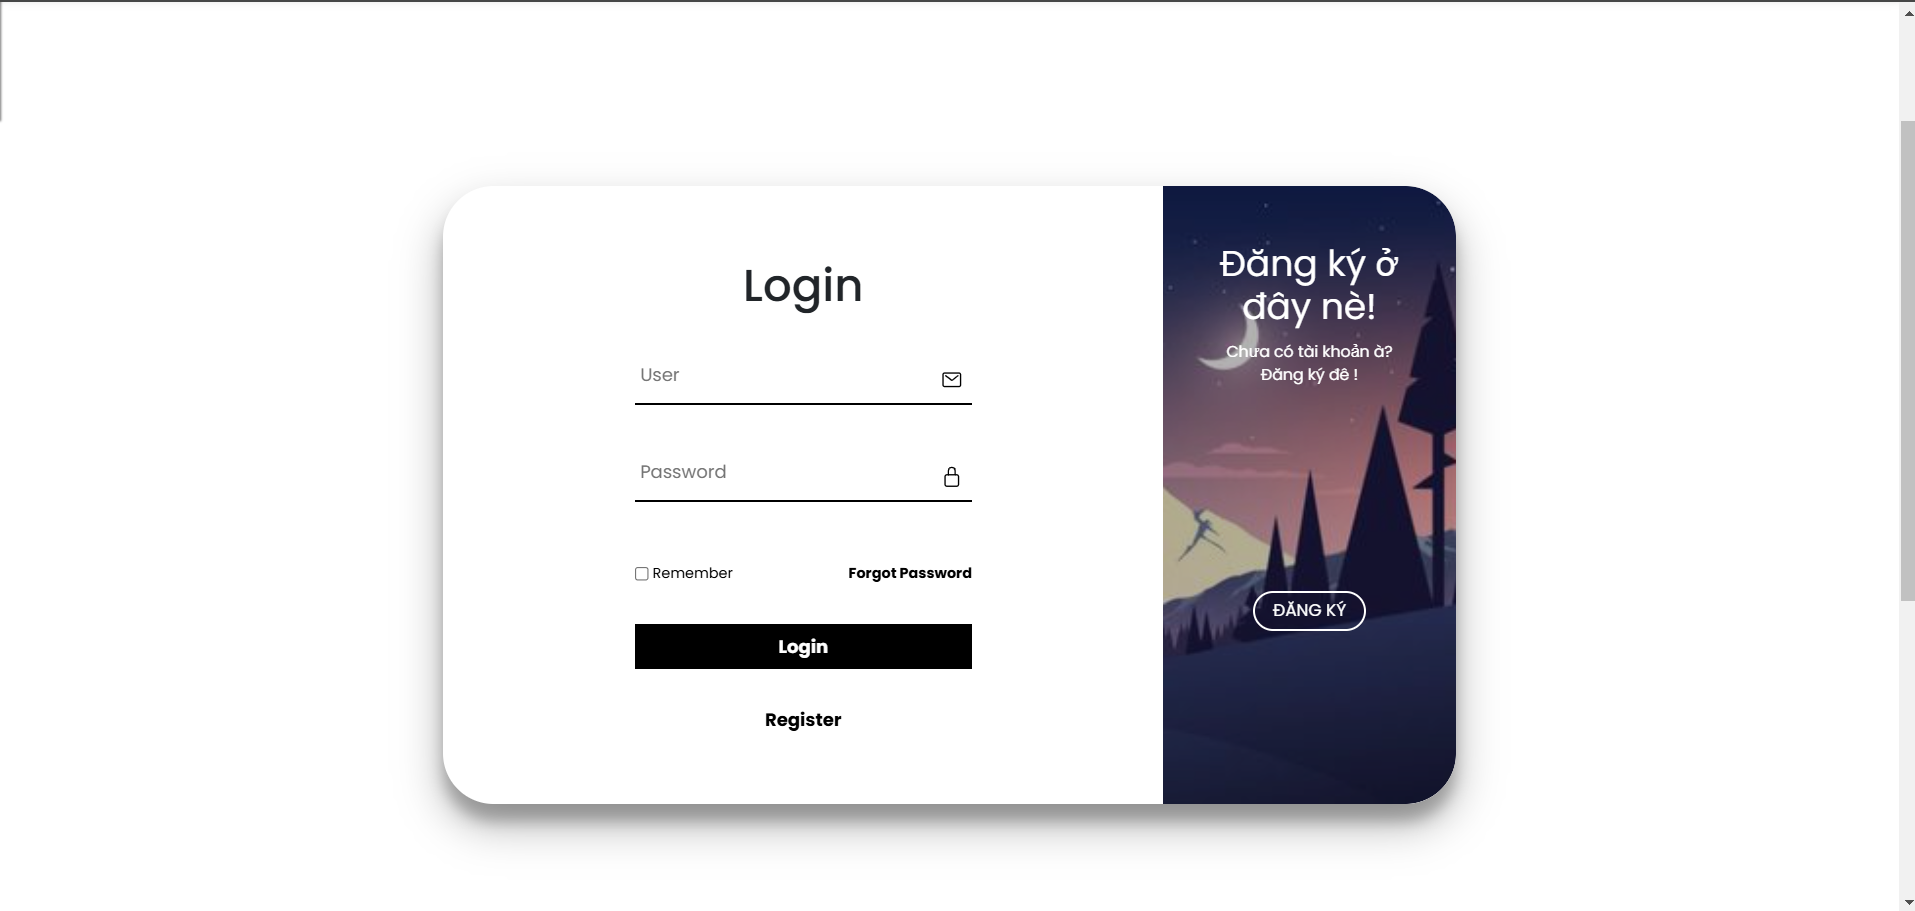 Login
User
Password
Remember
Forgot Password
Login
Register
Đăng ký ở
đây nè!
Chưa có tài khoản à?
Đăng ký đê !
ĐĂNG KÝ